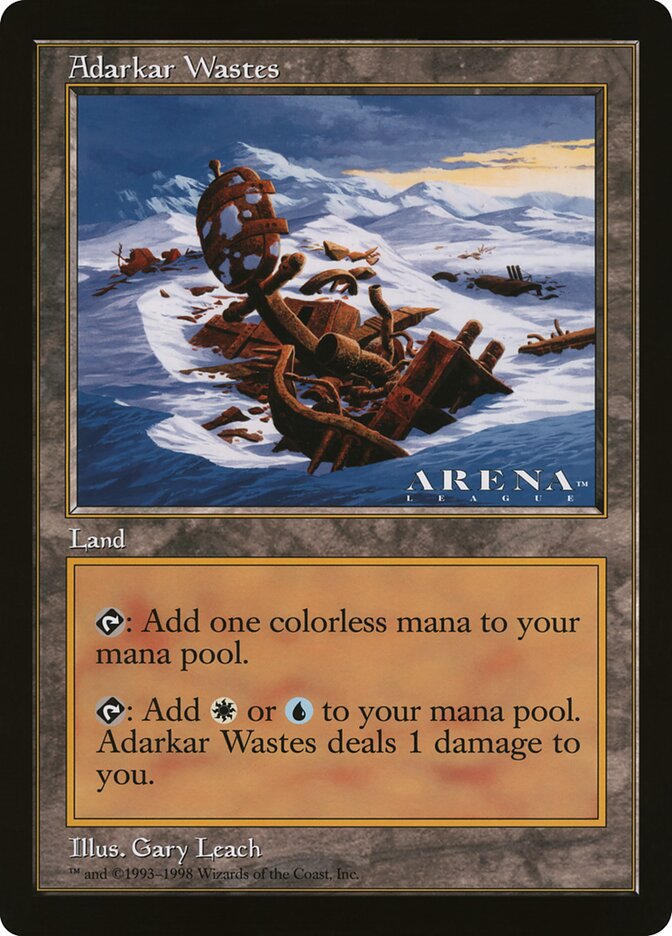 Adarkar Wastes
ARENA™
LEAGUE
Land
: Add one colorless mana to your
mana pool.
: Add or to your mana pool.
Adarkar Wastes deals 1 damage to
you.
Illus. Gary Leach
™ and ©1993–1998 Wizards of the Coast, Inc.